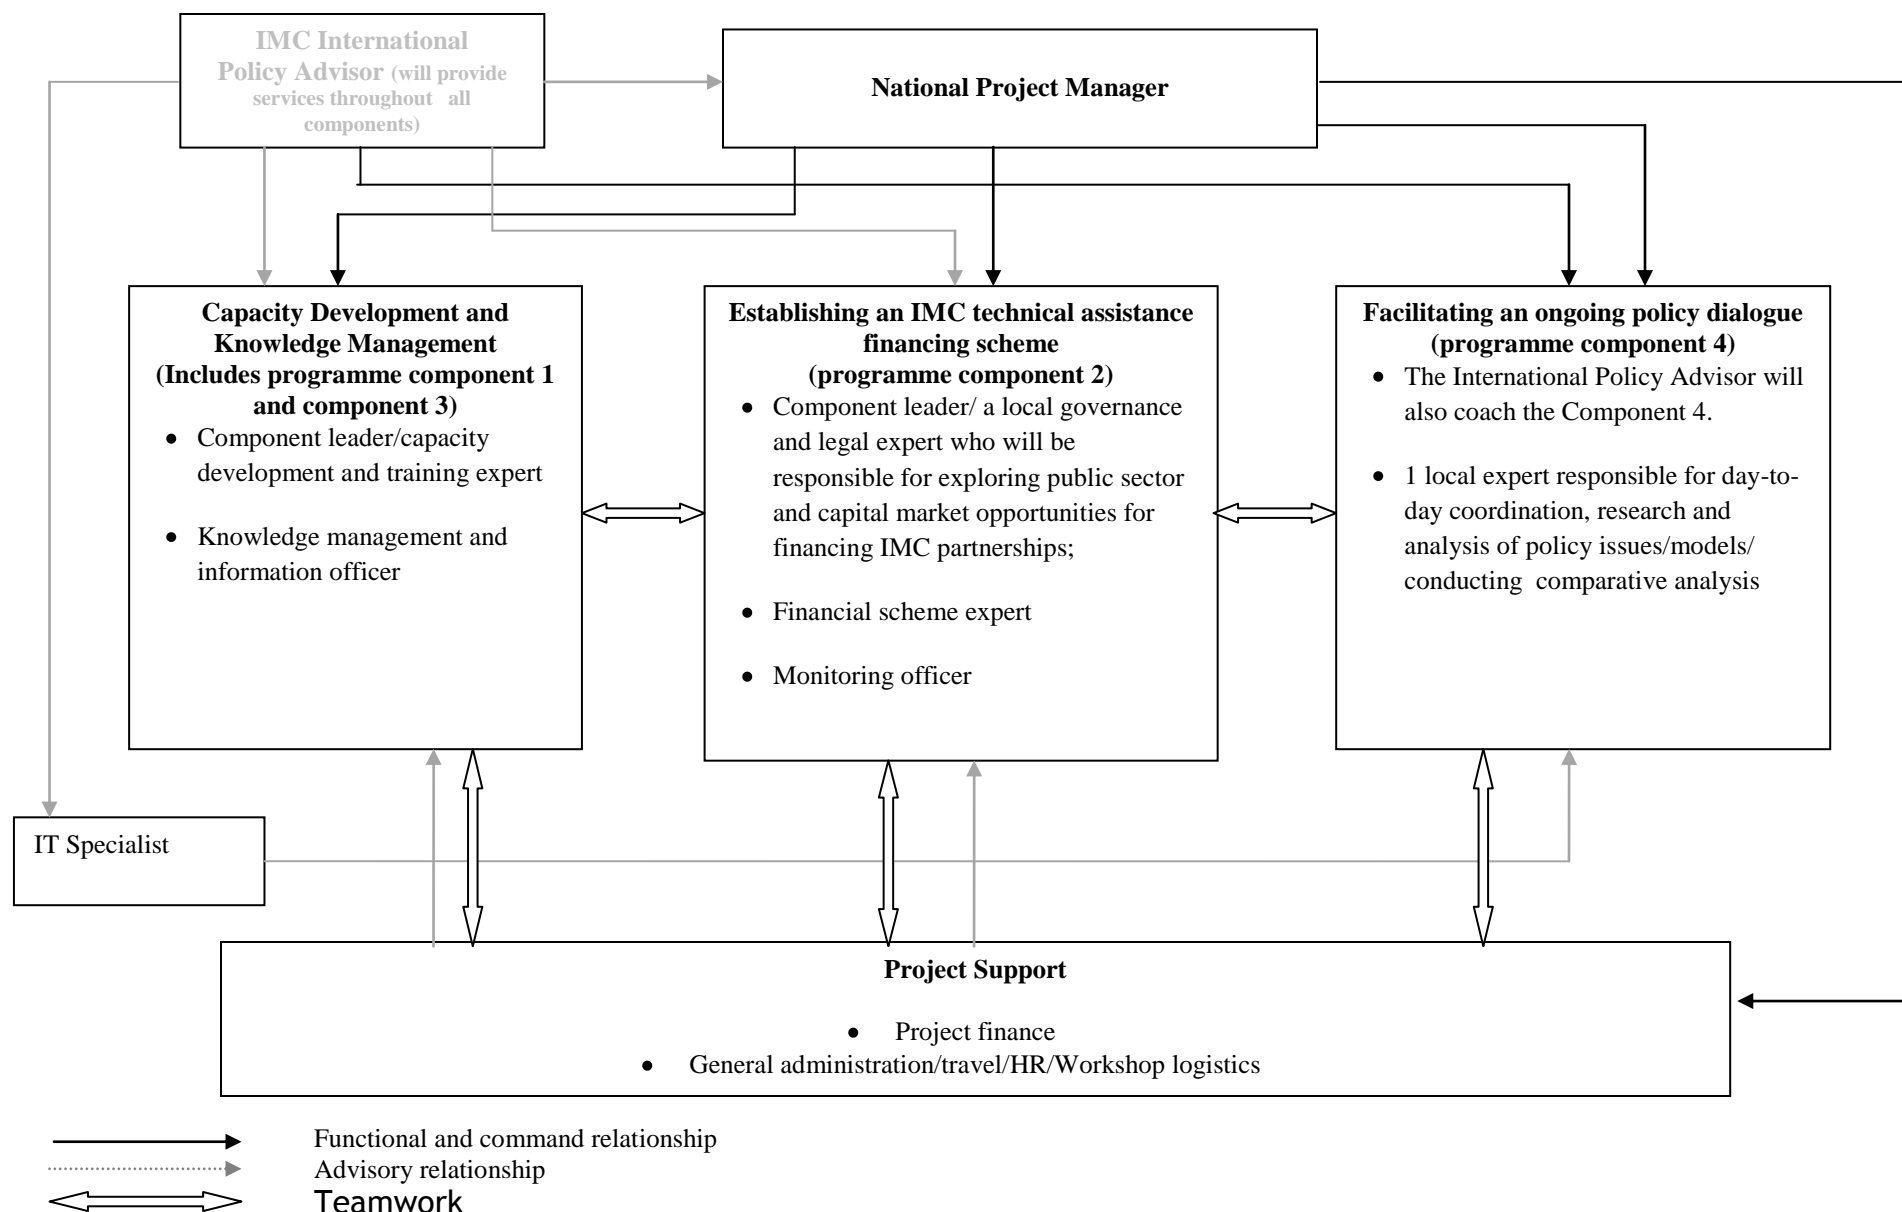 IMC International
Policy Advisor (will provide
services throughout all
components)
National Project Manager
Capacity Development and
Knowledge Management
(Includes programme component 1
and component 3)
• Component leader/capacity
development and training expert
• Knowledge management and
information officer
Establishing an IMC technical assistance
financing scheme
(programme component 2)
• Component leader/ a local governance
and legal expert who will be
responsible for exploring public sector
and capital market opportunities for
financing IMC partnerships;
• Financial scheme expert
• Monitoring officer
Facilitating an ongoing policy dialogue
(programme component 4)
• The International Policy Advisor will
also coach the Component 4.
• 1 local expert responsible for day-to-
day coordination, research and
analysis of policy issues/models/
conducting comparative analysis
IT Specialist
Project Support
• Project finance
• General administration/travel/HR/Workshop logistics
Functional and command relationship
Advisory relationship
Teamwork